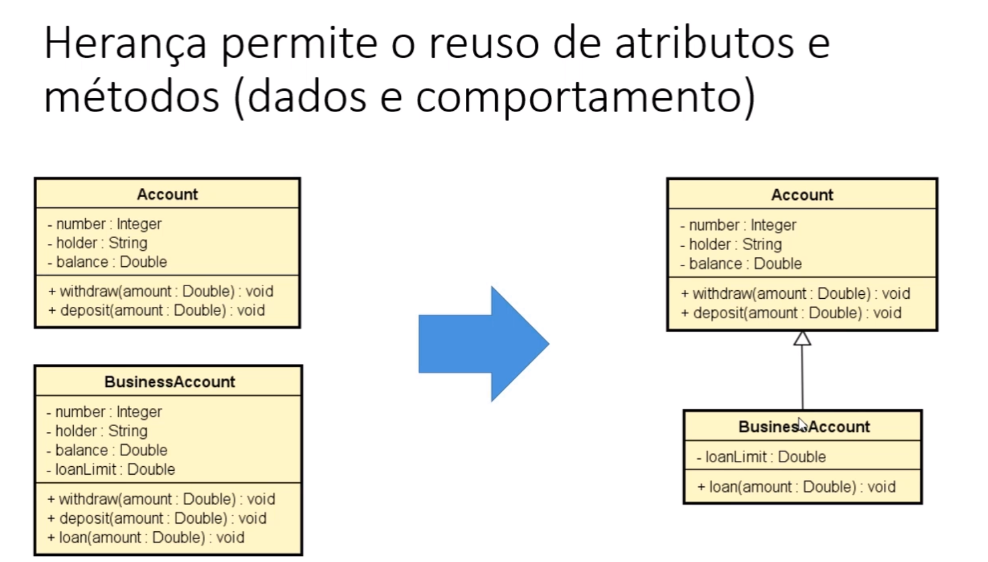 Herança permite o reuso de atributos e
métodos (dados e comportamento)
Account
- number : Integer
- holder : String
- balance : Double
+ withdraw(amount : Double) : void
+ deposit(amount : Double) : void
BusinessAccount
- number : Integer
- holder : String
- balance : Double
- loanLimit : Double
+ withdraw(amount : Double) : void
+ deposit(amount : Double) : void
+ loan(amount : Double) : void
Account
- number : Integer
- holder : String
- balance : Double
+ withdraw(amount : Double) : void
+ deposit(amount : Double) : void
BusinessAccount
- loanLimit : Double
+ loan(amount : Double) : void